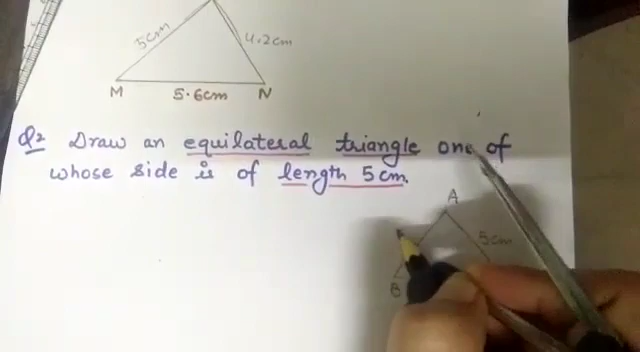 5cm
4.2cm
M
5.6cm
N
Q2 Draw an equilateral triangle one of
whose side is of length 5cm.
A
5cm
B